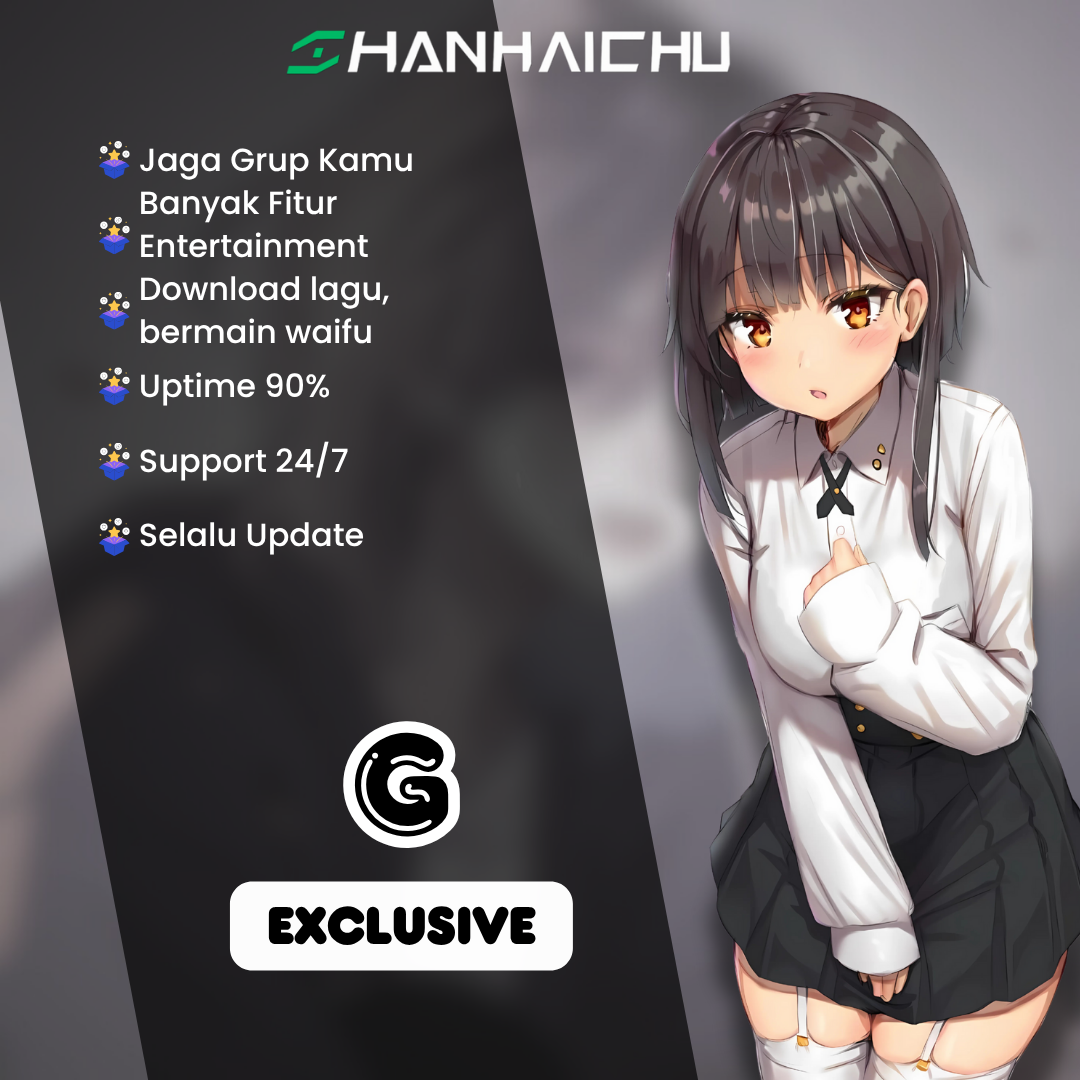 SHANHAICHU
Jaga Grup Kamu
Banyak Fitur
Entertainment
Download lagu,
bermain waifu
Uptime 90%
Support 24/7
Selalu Update
G
EXCLUSIVE